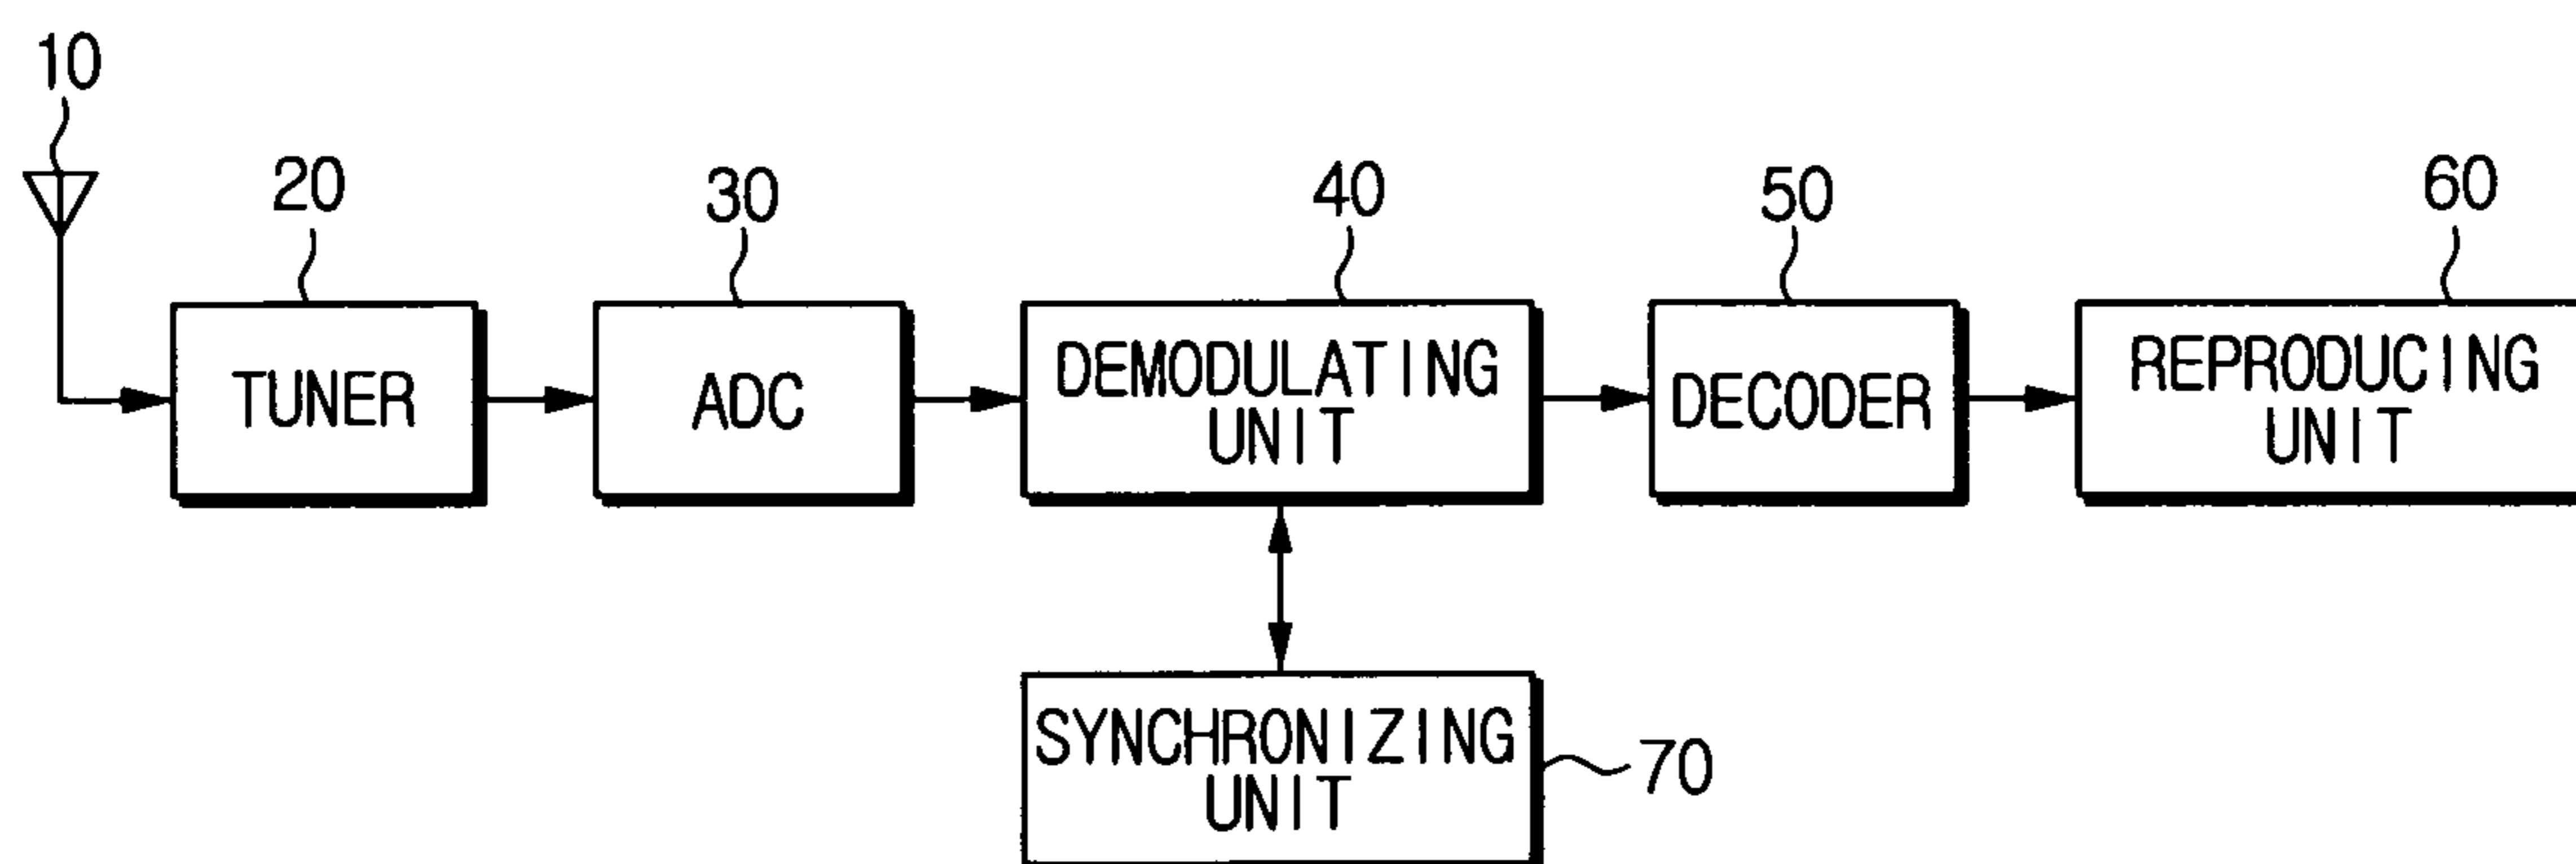 10
20
30
40
50
60
TUNER
ADC
DEMODULATING
UNIT
DECODER
REPRODUCING
UNIT
SYNCHRONIZING
UNIT
70